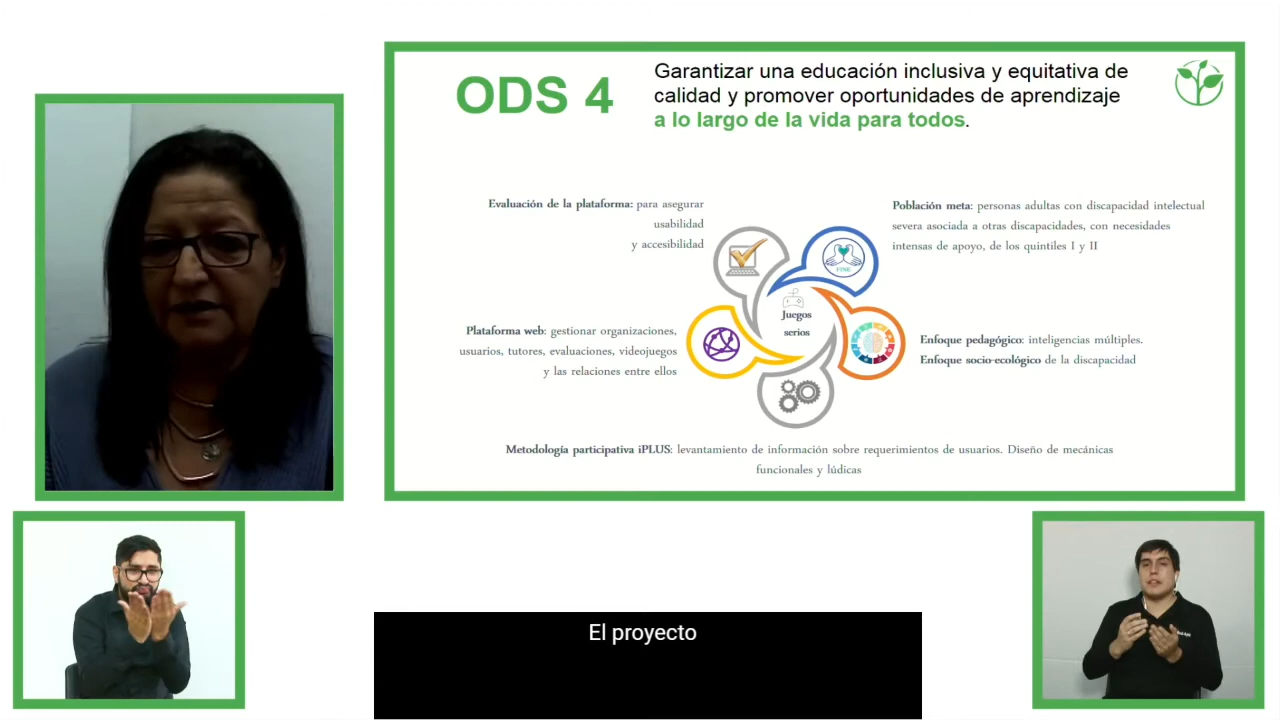 ODS 4
Garantizar una educación inclusiva y equitativa de
calidad y promover oportunidades de aprendizaje
a lo largo de la vida para todos.
Evaluación de la plataforma: para asegurar
usabilidad
y accesibilidad
Población meta: personas adultas con discapacidad intelectual
severa asociada a otras discapacidades, con necesidades
intensas de apoyo, de los quintiles I y II
FINE
Juegos
serios
Plataforma web: gestionar organizaciones,
usuarios, tutores, evaluaciones, videojuegos
y las relaciones entre ellos
Enfoque pedagógico: inteligencias múltiples.
Enfoque socio-ecológico de la discapacidad
Metodología participativa iPLUS: levantamiento de información sobre requerimientos de usuarios. Diseño de mecánicas
funcionales y lúdicas
El proyecto